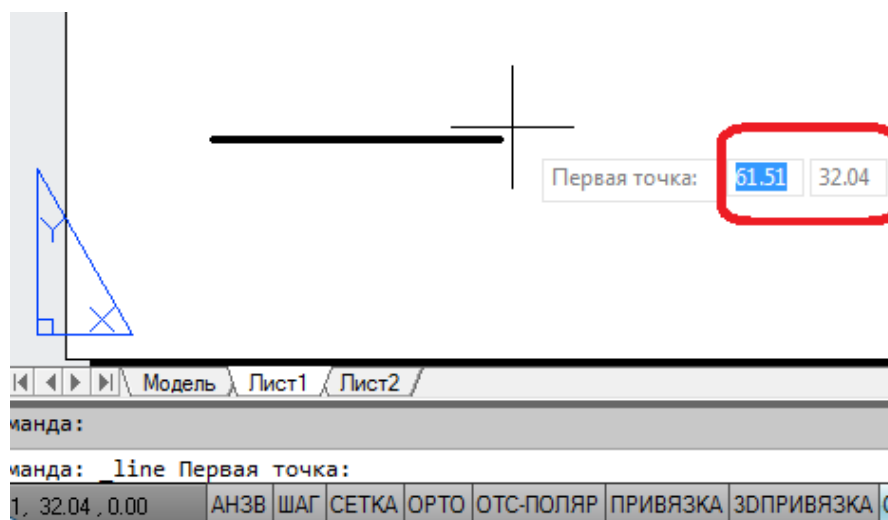 Первая точка: 61.51 32.04
Y
X
Модель Лист1 Лист2
манда:
манда: _line Первая точка:
1, 32.04 , 0.00 АНЗВ ШАГ СЕТКА ОРТО ОТС-ПОЛЯР ПРИВЯЗКА 3DПРИВЯЗКА